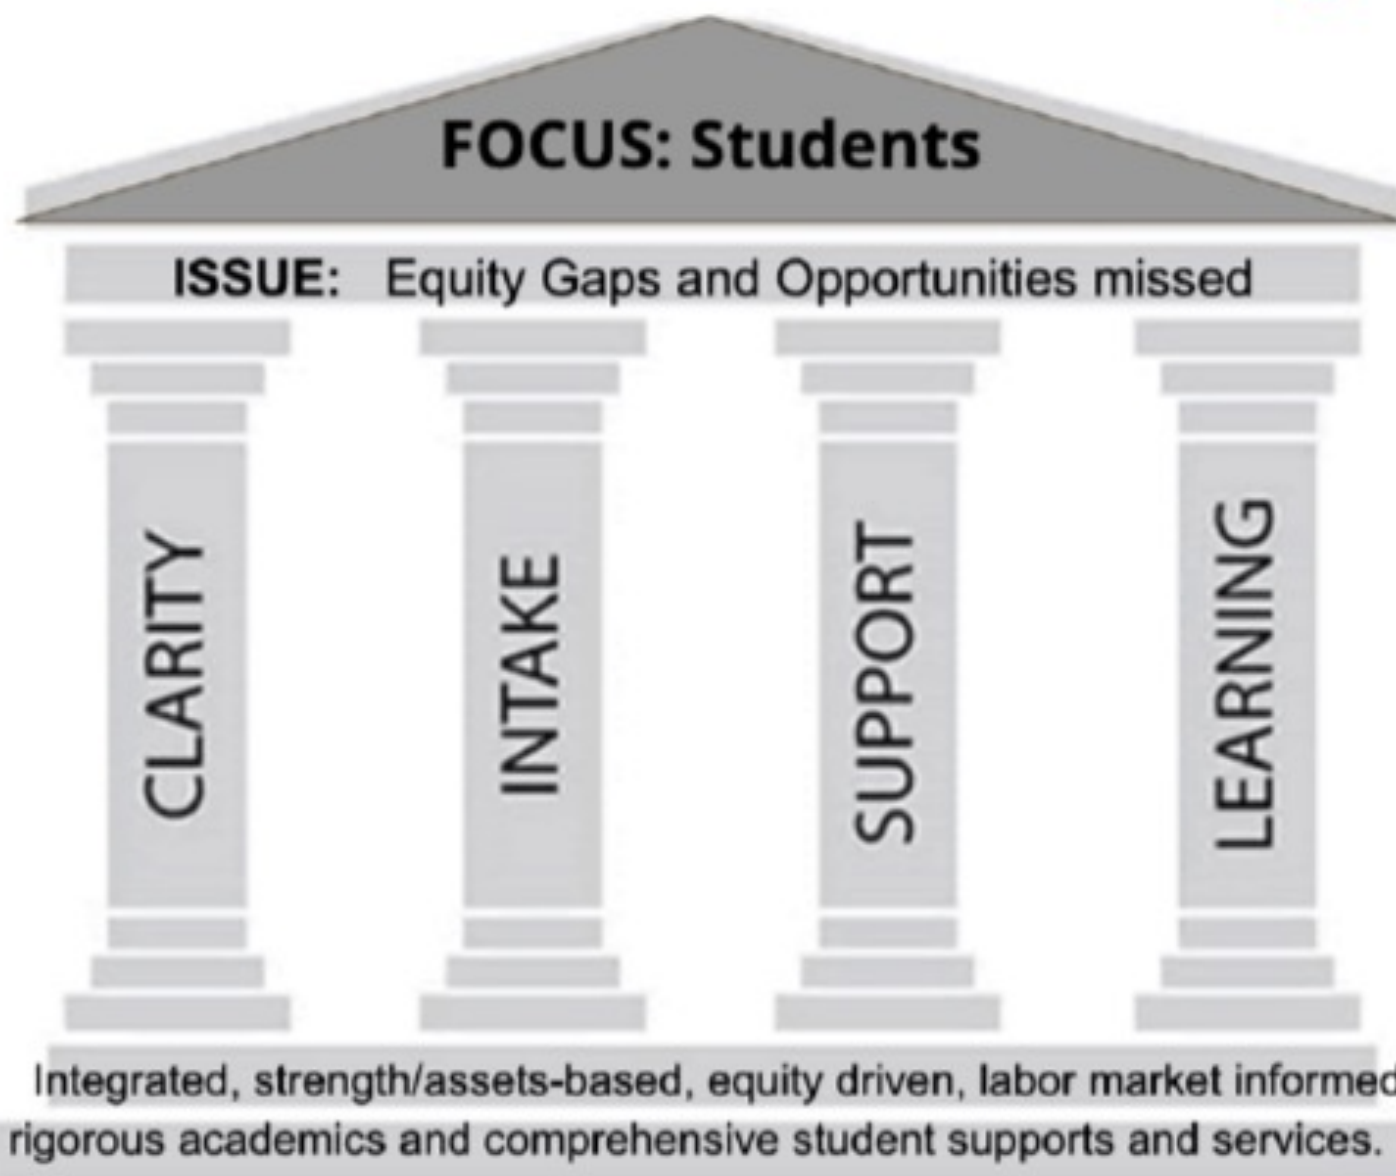 FOCUS: Students
ISSUE: Equity Gaps and Opportunities missed
CLARITY
INTAKE
SUPPORT
LEARNING
Integrated, strength/assets-based, equity driven, labor market informed
rigorous academics and comprehensive student supports and services.